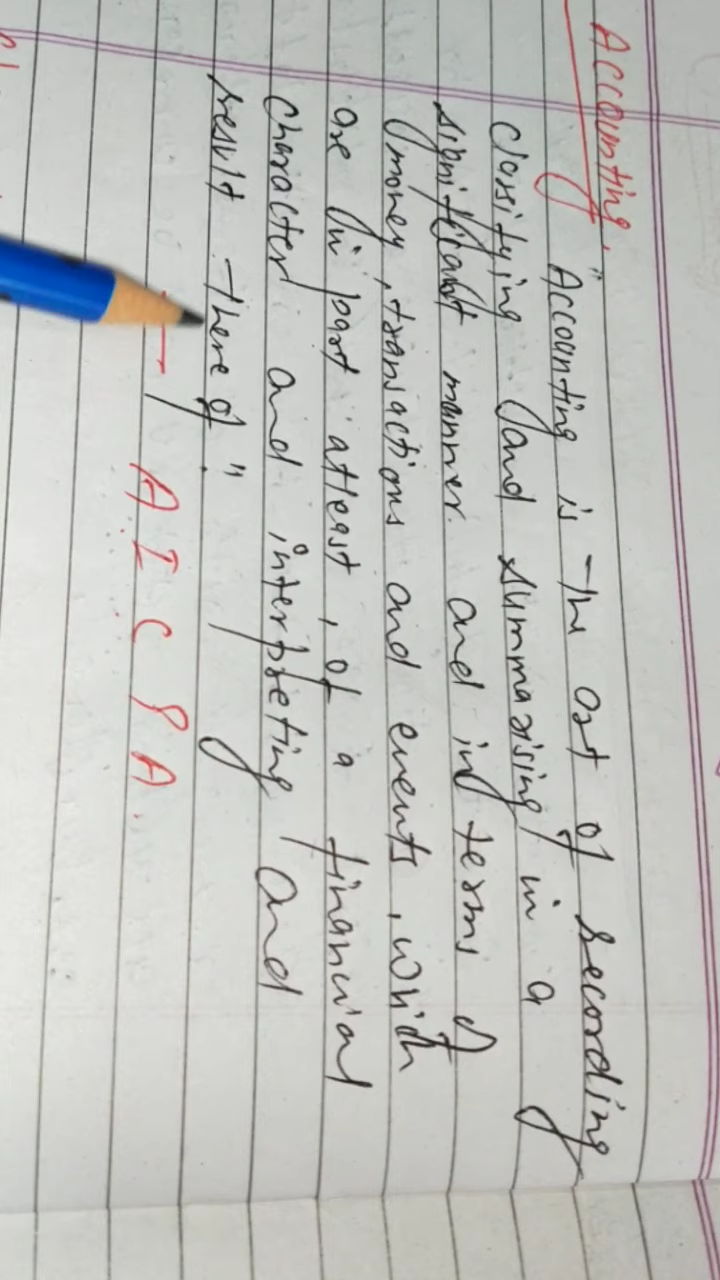 Accounting.
"Accounting is the art of recording
classifying and summarising in a
significant manner and in terms of
money, transactions and events, which
are in part atleast, of a financial
character and interpreting and
result there of".
— A I C P A.